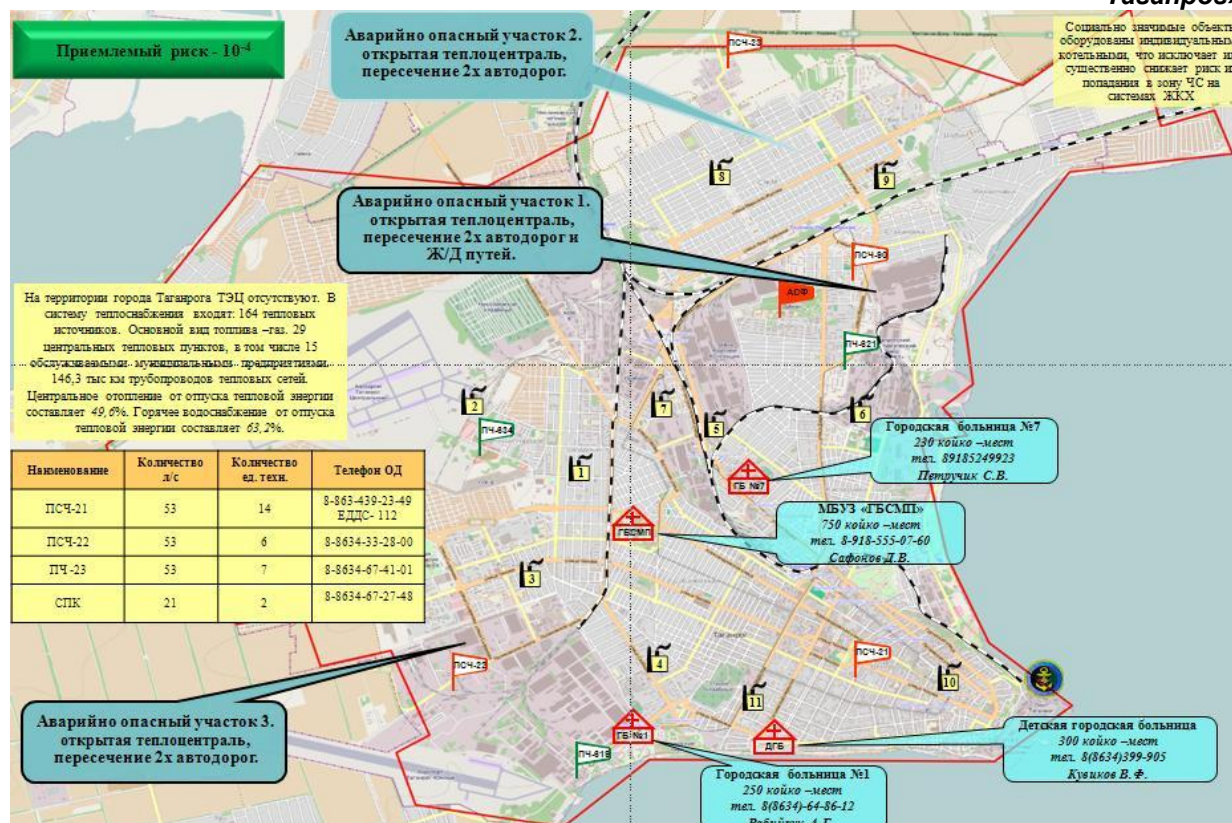 Таганрог»
Приемлемый риск - 10⁻⁴
Аварийно опасный участок 2.
открытая теплоцентраль,
пересечение 2х автодорог.
ПСЧ-23
Социально значимые объекты
оборудованы индивидуальным
котельными, что исключает ил
существенно снижает риск их
попадания в зону ЧС на
системах ЖКХ
8
9
Аварийно опасный участок 1.
открытая теплоцентраль,
пересечение 2х автодорог и
Ж/Д путей.
ПСЧ-90
АСФ
ПЧ-621
На территории города Таганрога ТЭЦ отсутствуют. В
систему теплоснабжения входят: 164 тепловых
источников. Основной вид топлива –газ. 29
центральных тепловых пунктов, в том числе 15
обслуживаемыми муниципальными предприятиями.
146,3 тыс км трубопроводов тепловых сетей.
Центральное отопление от отпуска тепловой энергии
составляет 49,6%. Горячее водоснабжение от отпуска
тепловой энергии составляет 63,2%.
2
7
5
6
ПЧ-634
1
Городская больница №7
230 койко –мест
тел. 89185249923
Петручик С.В.
ГБ №7
Наименование Количество л/с Количество ед. техн. Телефон ОД
ПСЧ-21 53 14 8-863-439-23-49 ЕДДС- 112
ПСЧ-22 53 6 8-8634-33-28-00
ПЧ -23 53 7 8-8634-67-41-01
СПК 21 2 8-8634-67-27-48
МБУЗ «ГБСМП»
750 койко –мест
тел. 8-918-555-07-60
Сафонов Д.В.
ГБСМП
3
Таганрог
ПСЧ-23
4
ПСЧ-21
10
11
Аварийно опасный участок 3.
открытая теплоцентраль,
пересечение 2х автодорог.
ПЧ-618
ГБ №1
ДГБ
Детская городская больница
300 койко –мест
тел. 8(8634)399-905
Кувиков В.Ф.
Городская больница №1
250 койко –мест
тел. 8(8634)-64-86-12